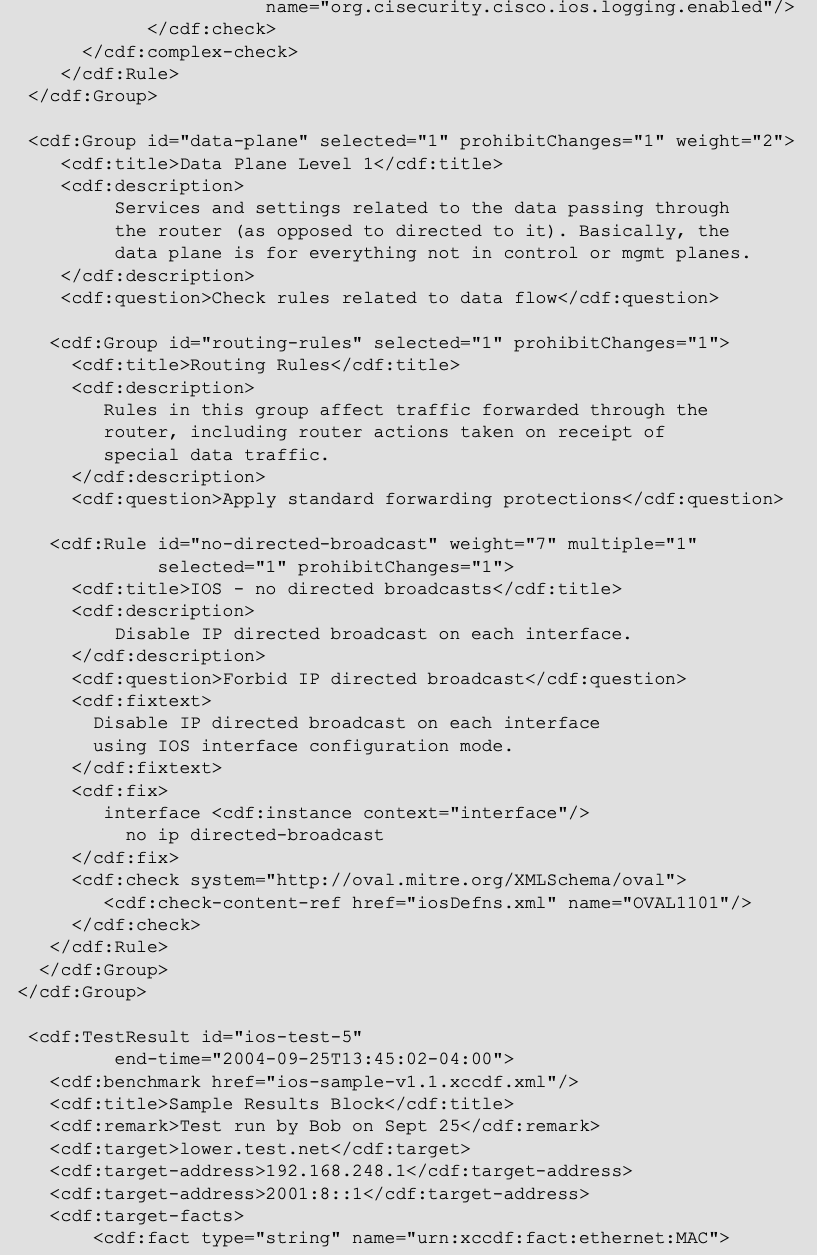 name="org.cisecurity.cisco.ios.logging.enabled"/>
</cdf:check>
</cdf:complex-check>
</cdf:Rule>
</cdf:Group>
<cdf:Group id="data-plane" selected="1" prohibitChanges="1" weight="2">
<cdf:title>Data Plane Level 1</cdf:title>
<cdf:description>
Services and settings related to the data passing through
the router (as opposed to directed to it). Basically, the
data plane is for everything not in control or mgmt planes.
</cdf:description>
<cdf:question>Check rules related to data flow</cdf:question>
<cdf:Group id="routing-rules" selected="1" prohibitChanges="1">
<cdf:title>Routing Rules</cdf:title>
<cdf:description>
Rules in this group affect traffic forwarded through the
router, including router actions taken on receipt of
special data traffic.
</cdf:description>
<cdf:question>Apply standard forwarding protections</cdf:question>
<cdf:Rule id="no-directed-broadcast" weight="7" multiple="1"
selected="1" prohibitChanges="1">
<cdf:title>IOS - no directed broadcasts</cdf:title>
<cdf:description>
Disable IP directed broadcast on each interface.
</cdf:description>
<cdf:question>Forbid IP directed broadcast</cdf:question>
<cdf:fixtext>
Disable IP directed broadcast on each interface
using IOS interface configuration mode.
</cdf:fixtext>
<cdf:fix>
interface <cdf:instance context="interface"/>
no ip directed-broadcast
</cdf:fix>
<cdf:check system="http://oval.mitre.org/XMLSchema/oval">
<cdf:check-content-ref href="iosDefns.xml" name="OVAL1101"/>
</cdf:check>
</cdf:Rule>
</cdf:Group>
</cdf:Group>
<cdf:TestResult id="ios-test-5"
end-time="2004-09-25T13:45:02-04:00">
<cdf:benchmark href="ios-sample-v1.1.xccdf.xml"/>
<cdf:title>Sample Results Block</cdf:title>
<cdf:remark>Test run by Bob on Sept 25</cdf:remark>
<cdf:target>lower.test.net</cdf:target>
<cdf:target-address>192.168.248.1</cdf:target-address>
<cdf:target-address>2001:8::1</cdf:target-address>
<cdf:target-facts>
<cdf:fact type="string" name="urn:xccdf:fact:ethernet:MAC">